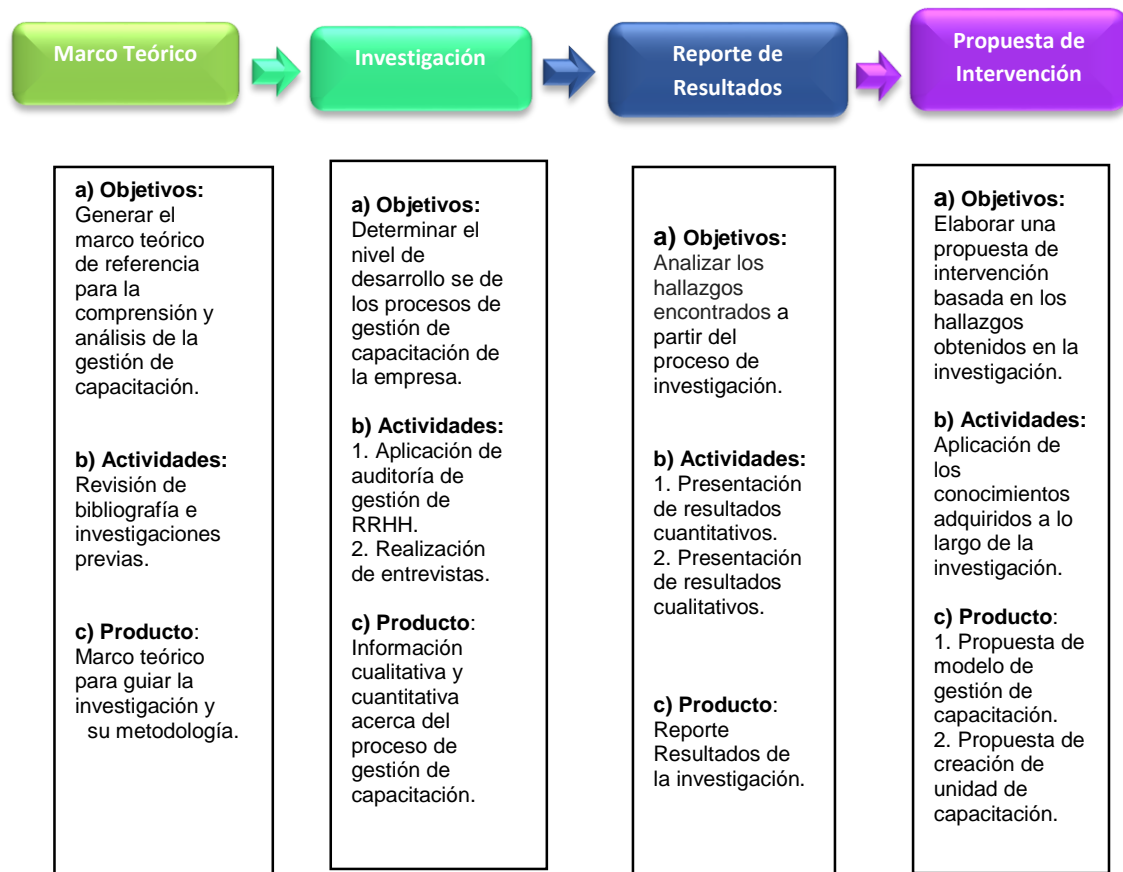 Marco Teórico
Investigación
Reporte de
Resultados
Propuesta de
Intervención
a) Objetivos:
Generar el
marco teórico
de referencia
para la
comprensión y
análisis de la
gestión de
capacitación.
b) Actividades:
Revisión de
bibliografía e
investigaciones
previas.
c) Producto:
Marco teórico
para guiar la
investigación y
su metodología.
a) Objetivos:
Determinar el
nivel de
desarrollo se de
los procesos de
gestión de
capacitación de
la empresa.
b) Actividades:
1. Aplicación de
auditoría de
gestión de
RRHH.
2. Realización
de entrevistas.
c) Producto:
Información
cualitativa y
cuantitativa
acerca del
proceso de
gestión de
capacitación.
a) Objetivos:
Analizar los
hallazgos
encontrados a
partir del
proceso de
investigación.
b) Actividades:
1. Presentación
de resultados
cuantitativos.
2. Presentación
de resultados
cualitativos.
c) Producto:
Reporte
Resultados de
la investigación.
a) Objetivos:
Elaborar una
propuesta de
intervención
basada en los
hallazgos
obtenidos en la
investigación.
b) Actividades:
Aplicación de
los
conocimientos
adquiridos a lo
largo de la
investigación.
c) Producto:
1. Propuesta de
modelo de
gestión de
capacitación.
2. Propuesta de
creación de
unidad de
capacitación.